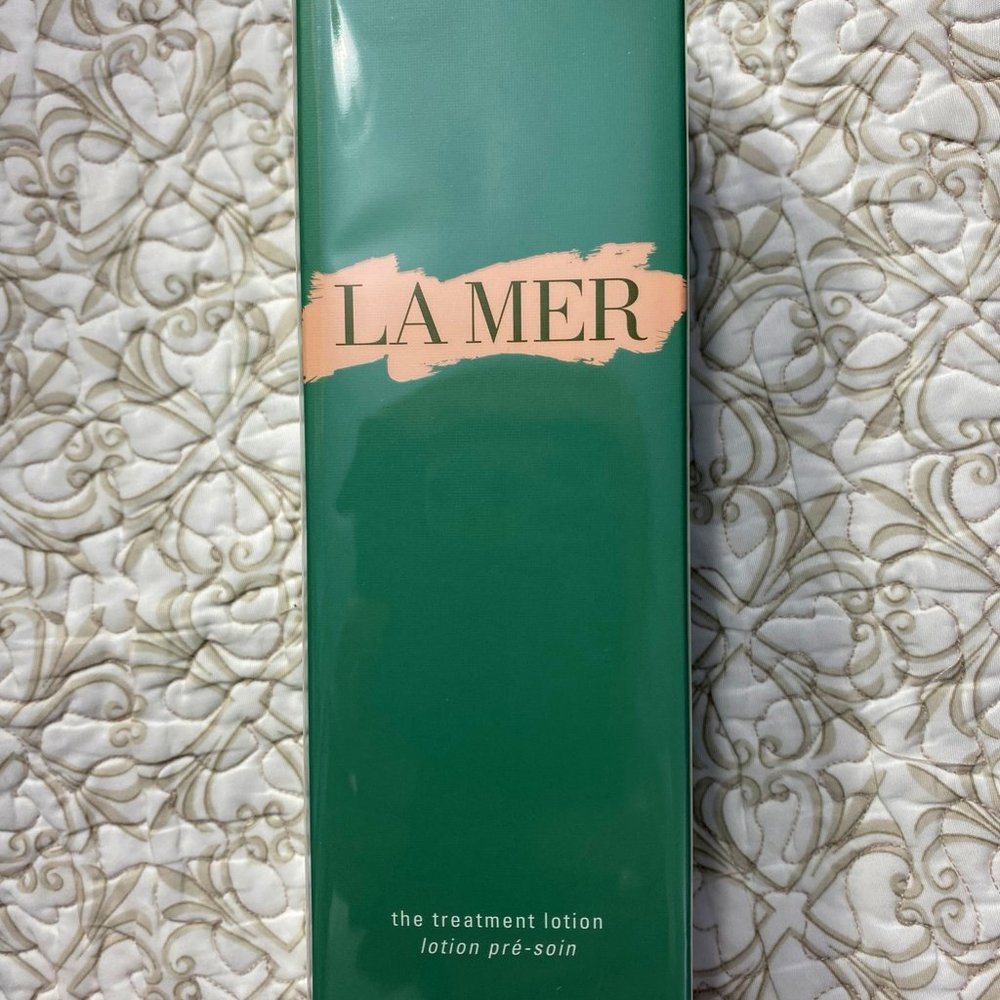 LA MER
the treatment lotion
lotion pré-soin